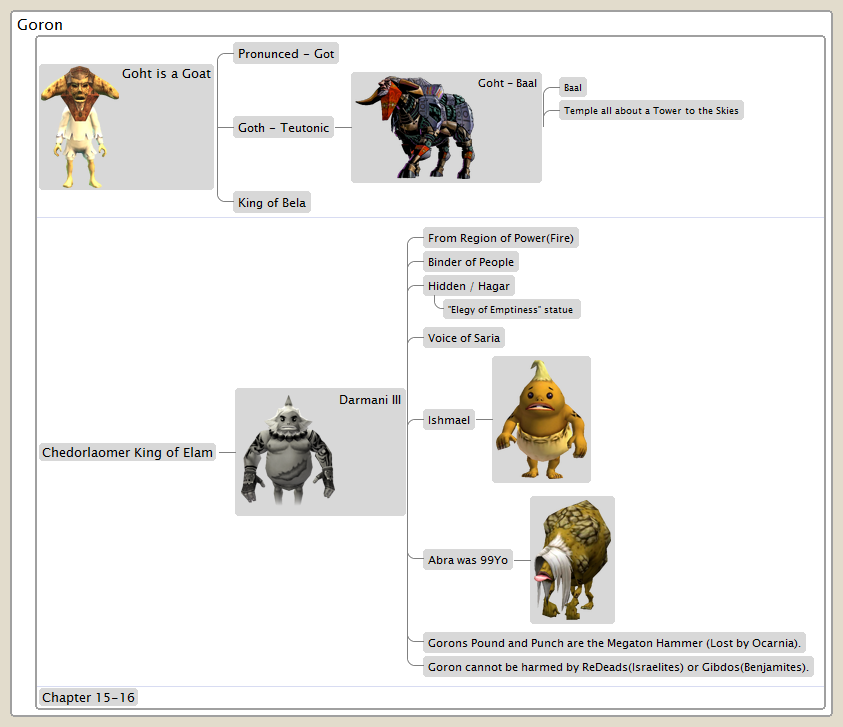 Goron
Goht is a Goat
Pronunced - Got
Goth - Teutonic
Goht - Baal
Baal
Temple all about a Tower to the Skies
King of Bela
Chedorlaomer King of Elam
Darmani III
From Region of Power(Fire)
Binder of People
Hidden / Hagar
"Elegy of Emptiness" statue
Voice of Saria
Ishmael
Abra was 99Yo
Gorons Pound and Punch are the Megaton Hammer (Lost by Ocarnia).
Goron cannot be harmed by ReDeads(Israelites) or Gibdos(Benjamites).
Chapter 15-16